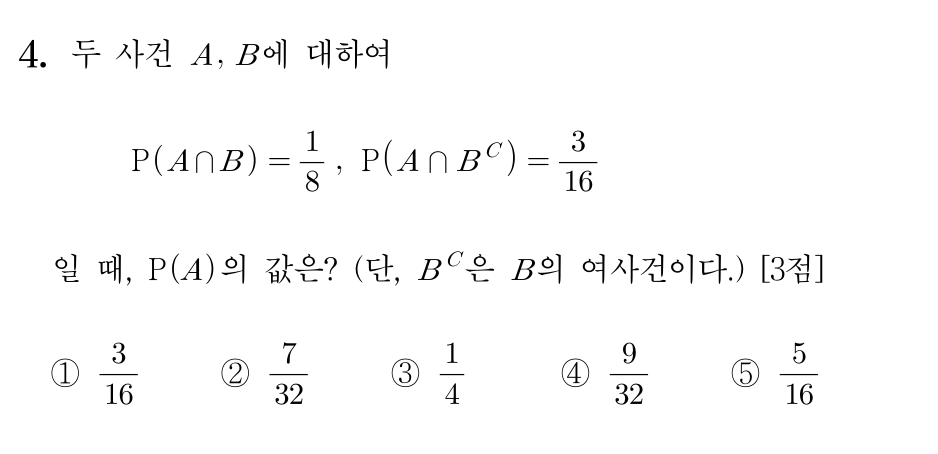 4. 두 사건 A, B에 대하여
P(A∩B)=1/8, P(A∩B^C)=3/16
일 때, P(A)의 값은? (단, B^C은 B의 여사건이다.) [3점]
① 3/16 ② 7/32 ③ 1/4 ④ 9/32 ⑤ 5/16